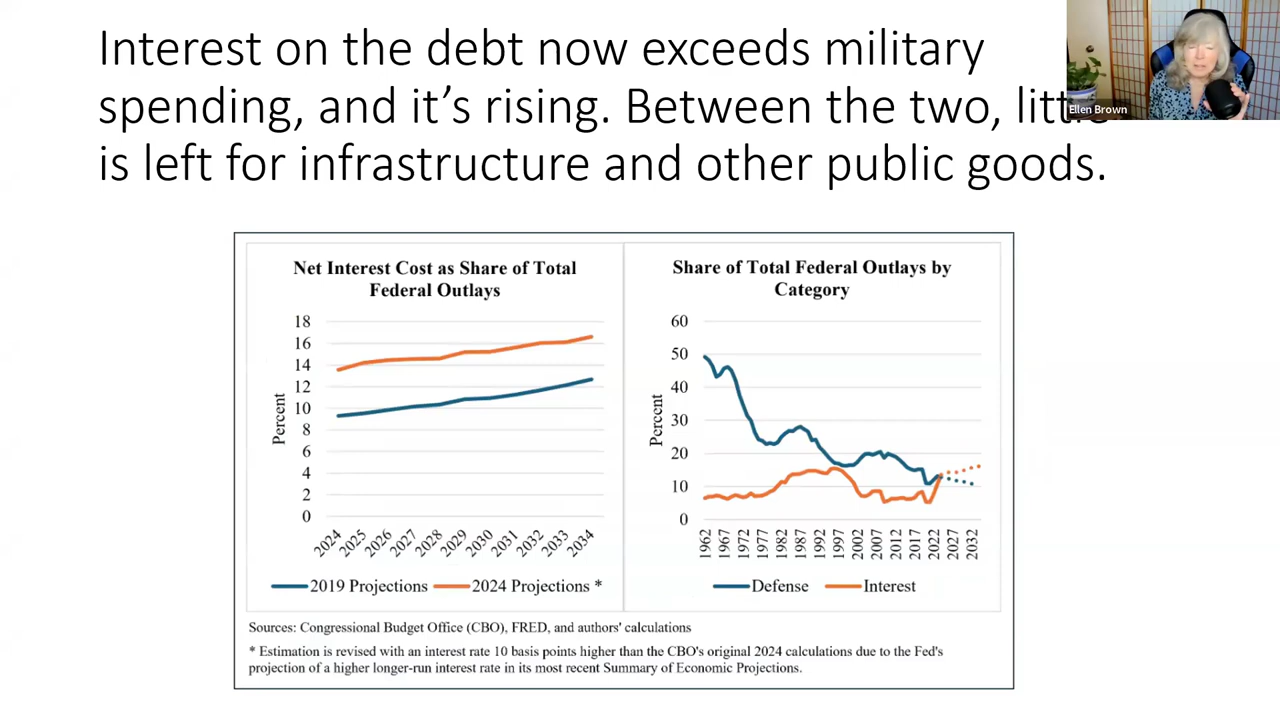 Interest on the debt now exceeds military
spending, and it's rising. Between the two,
is left for infrastructure and other public goods.
Ellen Brown
Net Interest Cost as Share of Total
Federal Outlays
18
16
14
12
10
8
6
4
2
0
Percent
2024
2025
2026
2027
2028
2029
2030
2031
2032
2033
2034
2019 Projections
2024 Projections *
Share of Total Federal Outlays by
Category
60
50
40
30
20
10
0
Percent
1962
1967
1972
1977
1982
1987
1992
1997
2002
2007
2012
2017
2022
2027
2032
Defense
Interest
Sources: Congressional Budget Office (CBO), FRED, and authors' calculations
* Estimation is revised with an interest rate 10 basis points higher than the CBO's original 2024 calculations due to the Fed's
projection of a higher longer-run interest rate in its most recent Summary of Economic Projections.